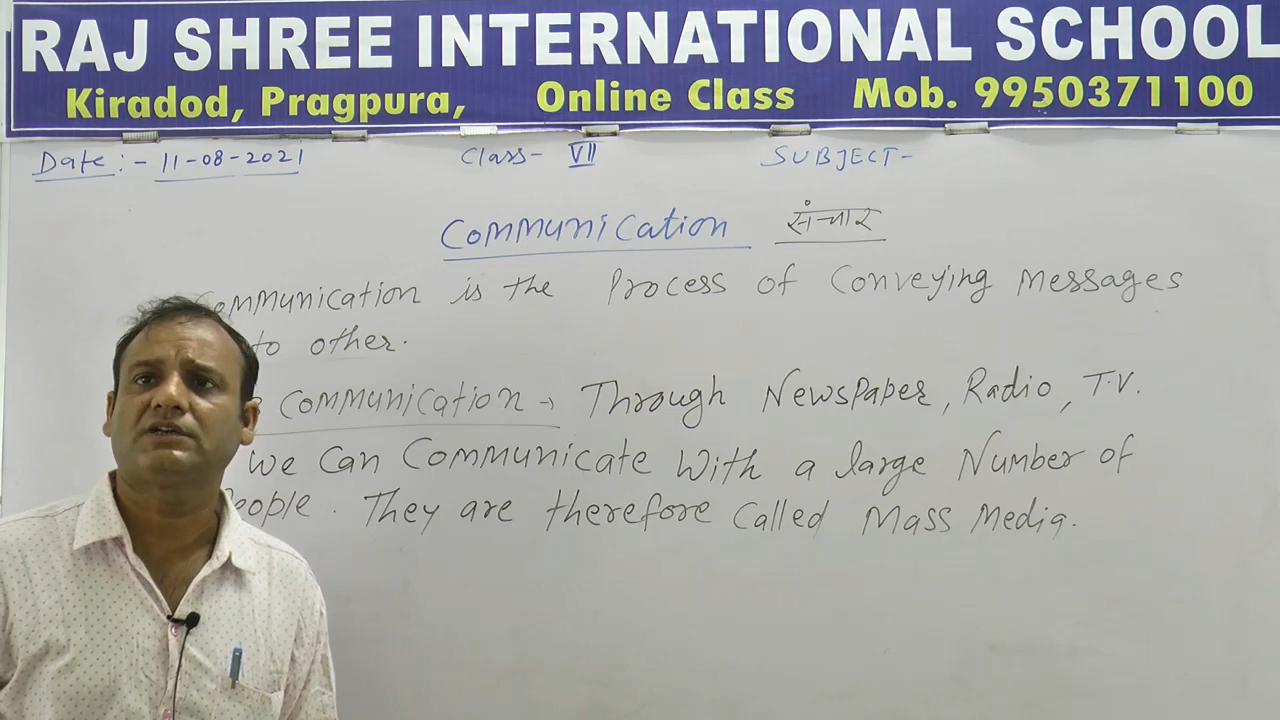 RAJ SHREE INTERNATIONAL SCHOOL
Kiradod, Pragpura, Online Class Mob. 9950371100
Date:- 11-08-2021 Class- VII SUBJECT-
Communication संचार
Communication is the Process of Conveying Messages
to other.
Communication → Through Newspaper, Radio, T.V.
We Can Communicate With a large Number of
People. They are therefore Called Mass Media.